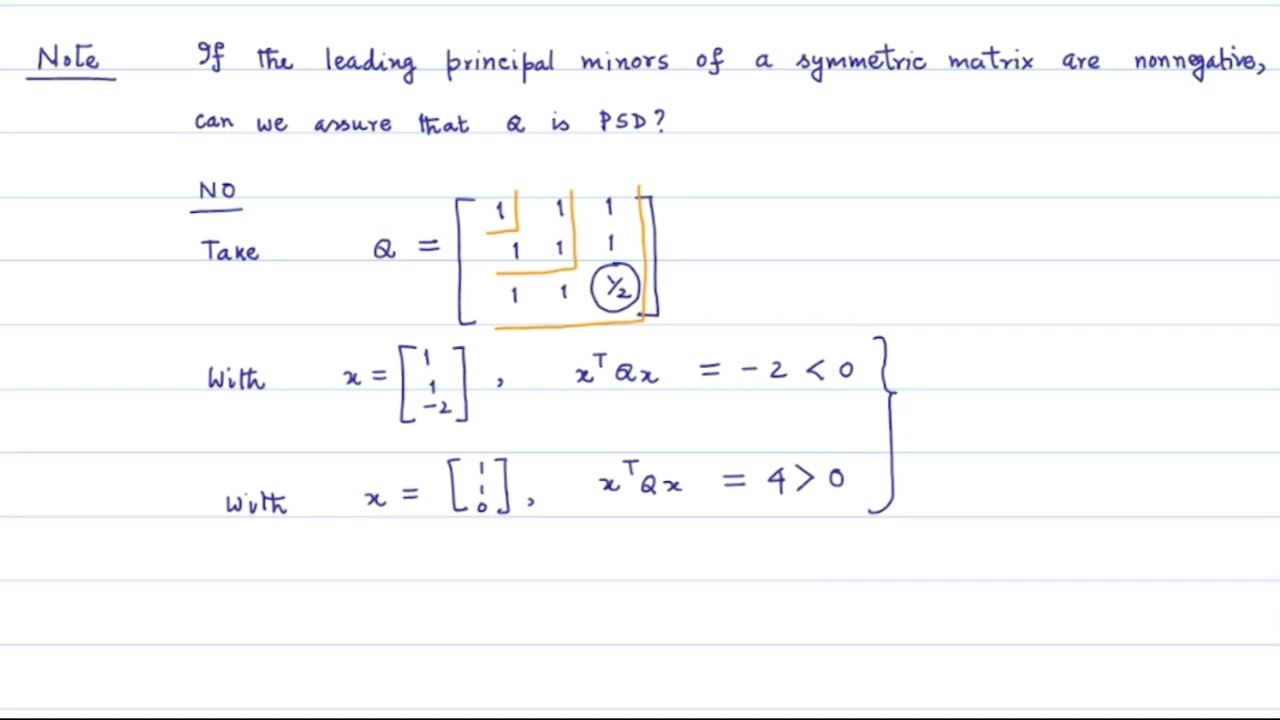 Note If the leading principal minors of a symmetric matrix are nonnegative,
can we assure that Q is PSD?
NO
Take Q = [ 1 1 1
1 1 1
1 1 1/2 ]
With x = [ 1 1 -2 ] , xᵀQx = -2 < 0
With x = [ 1 1 0 ] , xᵀQx = 4 > 0